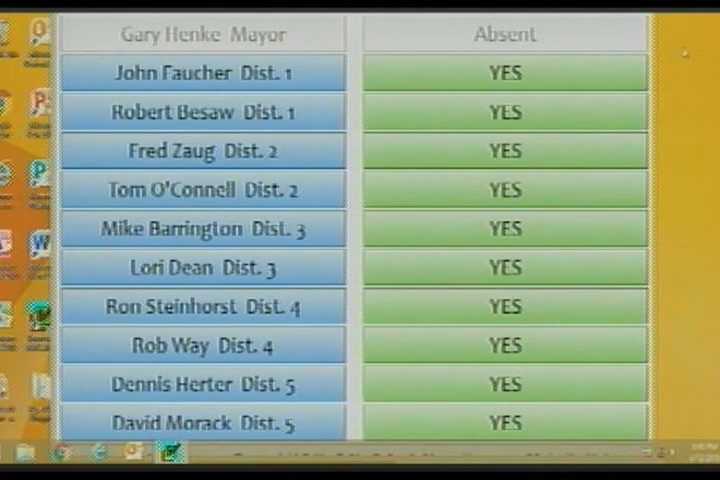 Gary Henke Mayor Absent
John Faucher Dist. 1 YES
Robert Besaw Dist. 1 YES
Fred Zaug Dist. 2 YES
Tom O'Connell Dist. 2 YES
Mike Barrington Dist. 3 YES
Lori Dean Dist. 3 YES
Ron Steinhorst Dist. 4 YES
Rob Way Dist. 4 YES
Dennis Herter Dist. 5 YES
David Morack Dist. 5 YES